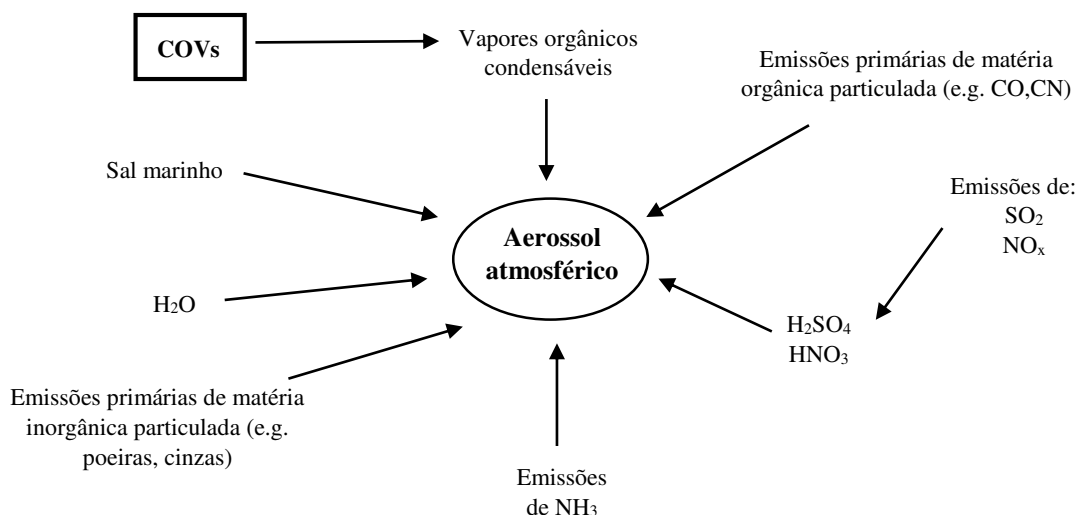 COVs
Vapores orgânicos
condensáveis
Emissões primárias de matéria
orgânica particulada (e.g. CO,CN)
Sal marinho
Emissões de:
SO₂
NOₓ
Aerossol
atmosférico
H₂O
H₂SO₄
HNO₃
Emissões primárias de matéria
inorgânica particulada (e.g.
poeiras, cinzas)
Emissões
de NH₃